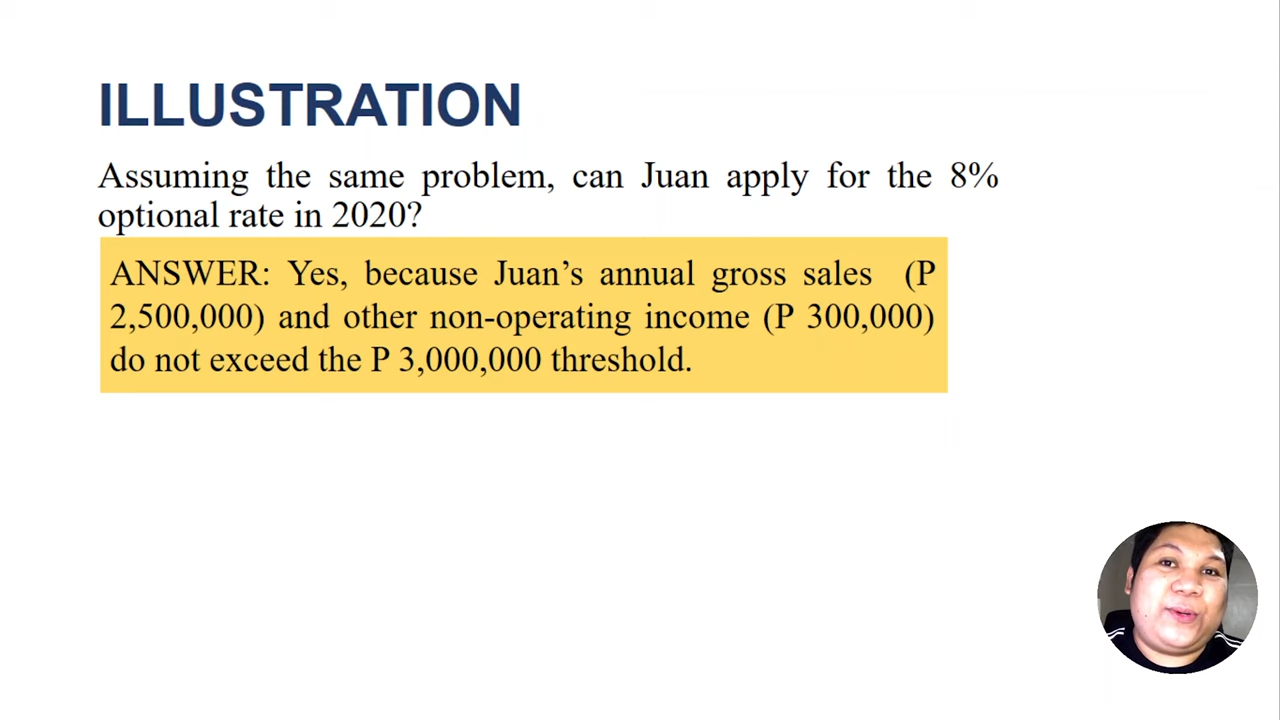 ILLUSTRATION
Assuming the same problem, can Juan apply for the 8%
optional rate in 2020?
ANSWER: Yes, because Juan’s annual gross sales (P
2,500,000) and other non-operating income (P 300,000)
do not exceed the P 3,000,000 threshold.